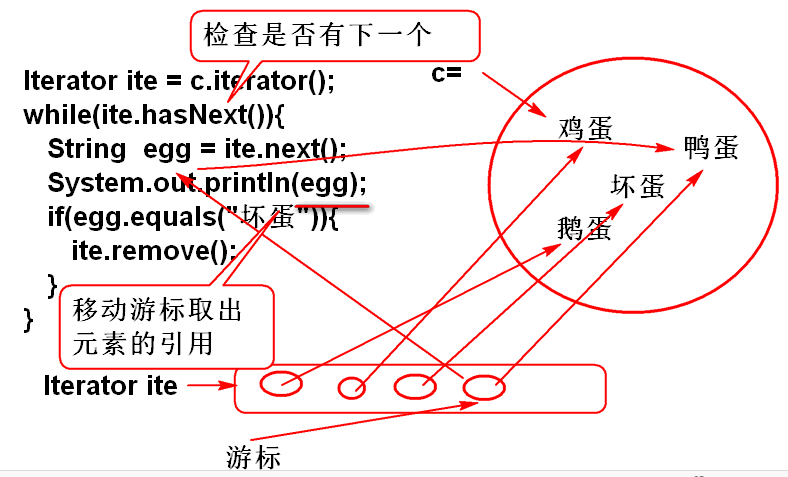 检查是否有下一个
Iterator ite = c.iterator();
while(ite.hasNext()){
String egg = ite.next();
System.out.println(egg);
if(egg.equals("坏蛋")){
ite.remove();
}
}
移动游标取出
元素的引用
c=
鸡蛋
鸭蛋
坏蛋
鹅蛋
Iterator ite
游标